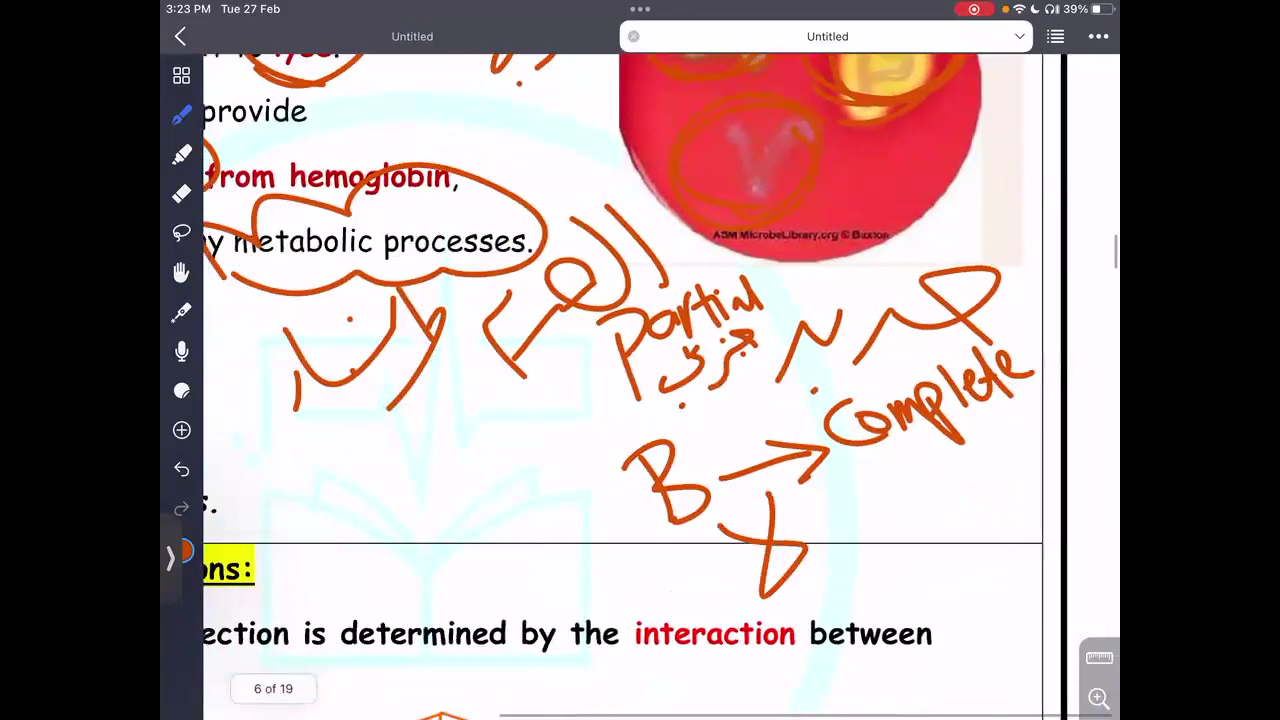 3:23 PM Tue 27 Feb
39%
Untitled
Untitled
provide
from hemoglobin,
y metabolic processes.
ASM MicrobeLibrary.org © Buxton
Partial
جزئي
Complete
B
γ
s.
ons:
ection is determined by the interaction between
6 of 19